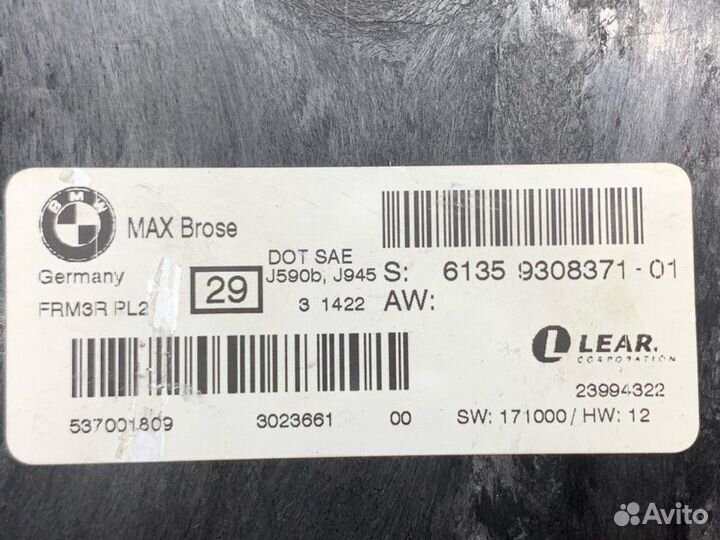 BMW
MAX Brose
Germany
FRM3R PL2
29
DOT SAE
J590b, J945
3 1422
S: 6135 9308371-01
AW:
LEAR.
CORPORATION
23994322
537001809 3023661 00 SW: 171000 / HW: 12
Avito